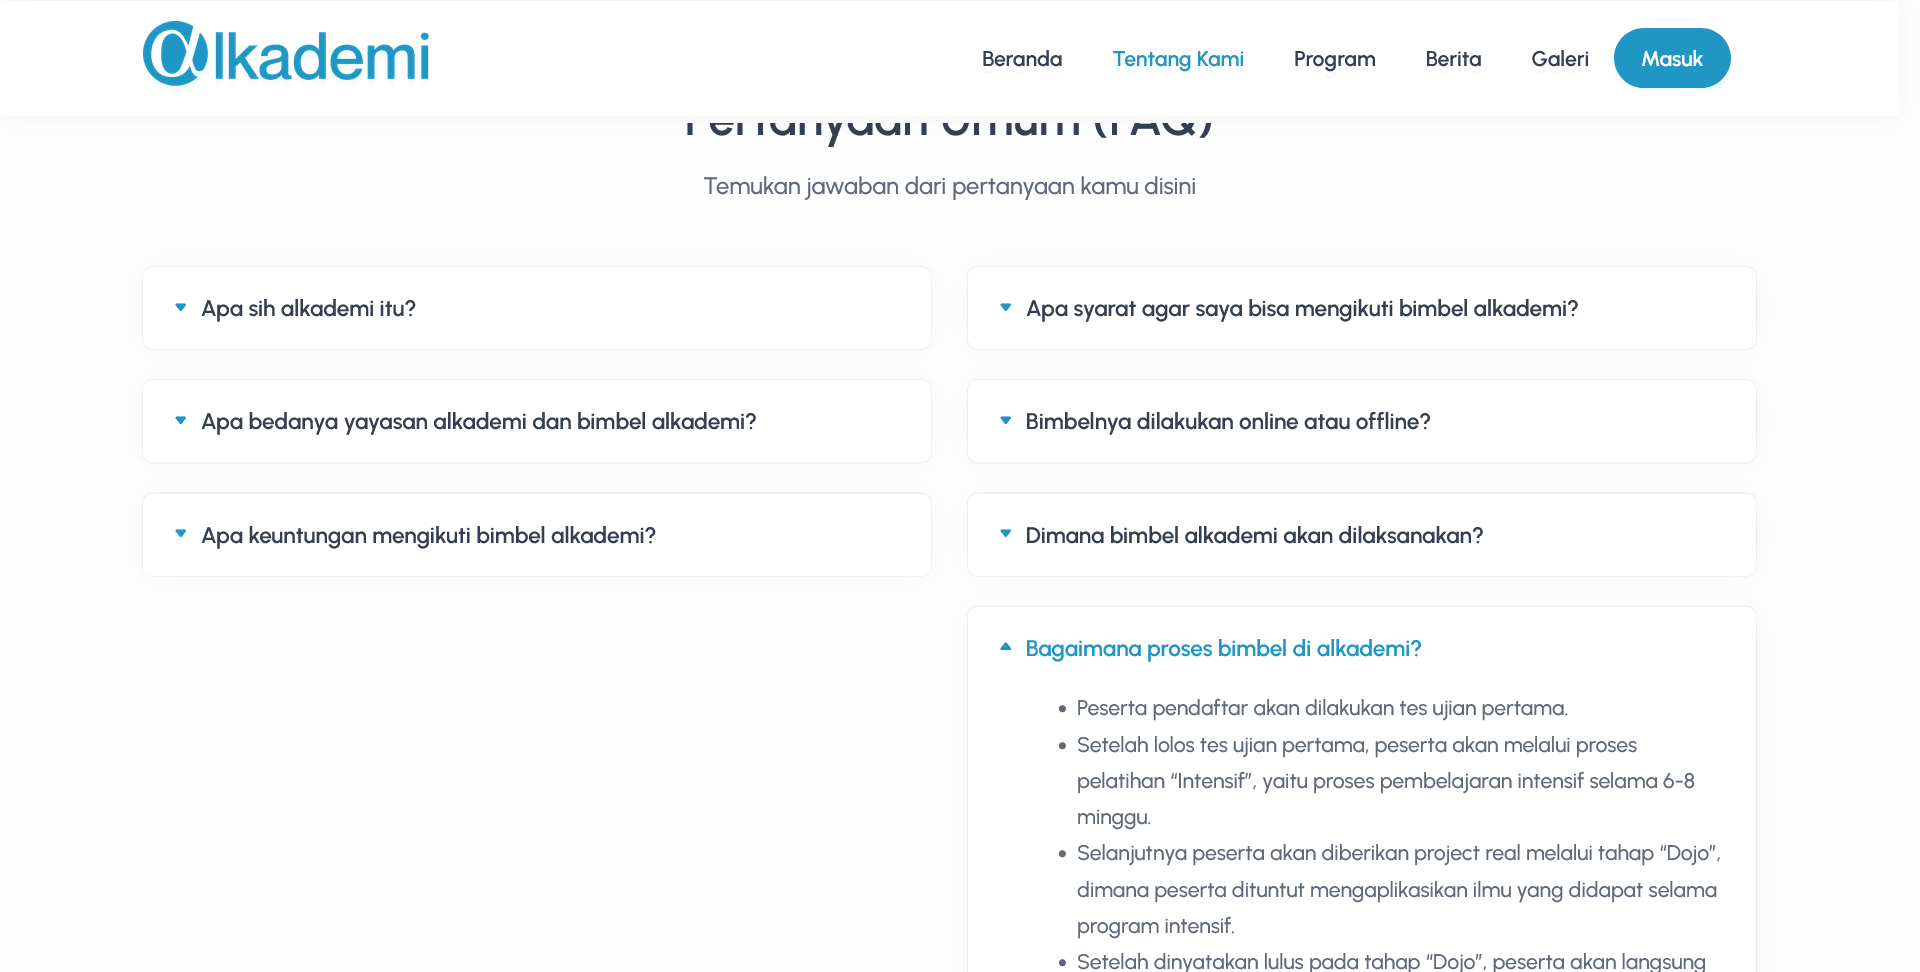 @lkademi
Beranda
Tentang Kami
Program
Berita
Galeri
Masuk
Pertanyaan Umum (FAQ)
Temukan jawaban dari pertanyaan kamu disini
Apa sih alkademi itu?
Apa bedanya yayasan alkademi dan bimbel alkademi?
Apa keuntungan mengikuti bimbel alkademi?
Apa syarat agar saya bisa mengikuti bimbel alkademi?
Bimbelnya dilakukan online atau offline?
Dimana bimbel alkademi akan dilaksanakan?
Bagaimana proses bimbel di alkademi?
• Peserta pendaftar akan dilakukan tes ujian pertama.
• Setelah lolos tes ujian pertama, peserta akan melalui proses
pelatihan “Intensif”, yaitu proses pembelajaran intensif selama 6-8
minggu.
• Selanjutnya peserta akan diberikan project real melalui tahap “Dojo”,
dimana peserta dituntut mengaplikasikan ilmu yang didapat selama
program intensif.
• Setelah dinyatakan lulus pada tahap “Dojo”, peserta akan langsung